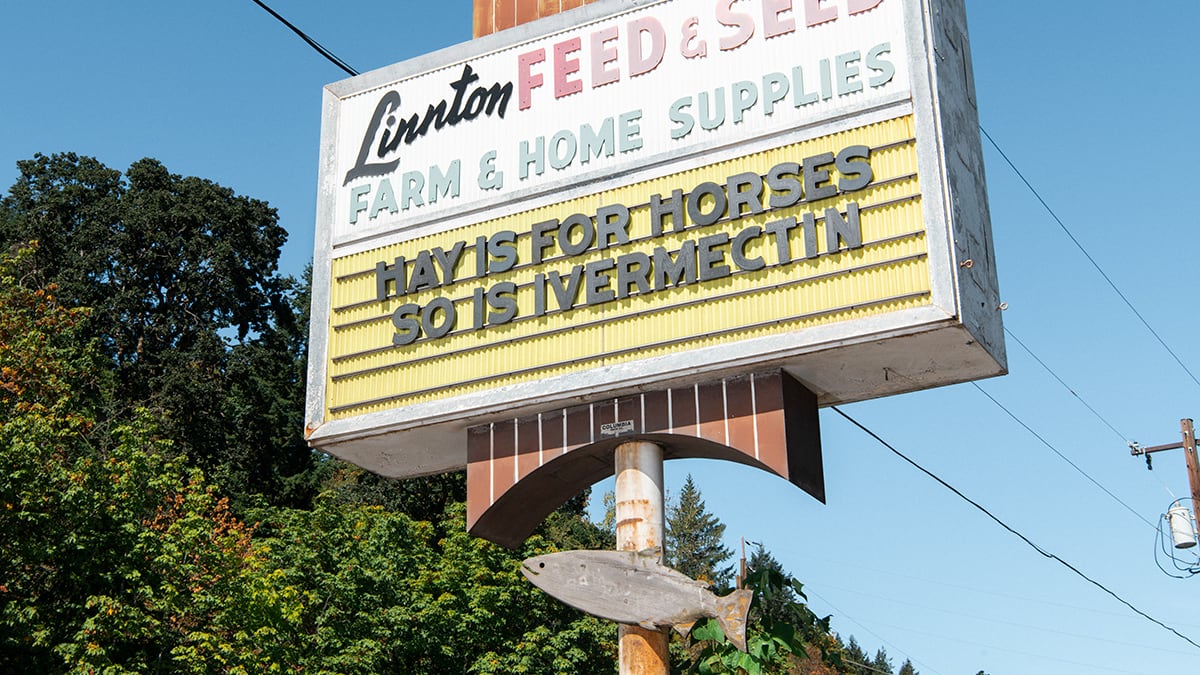 Linnton FEED & SEED
FARM & HOME SUPPLIES
HAY IS FOR HORSES
SO IS IVERMECTIN
COLUMBIA